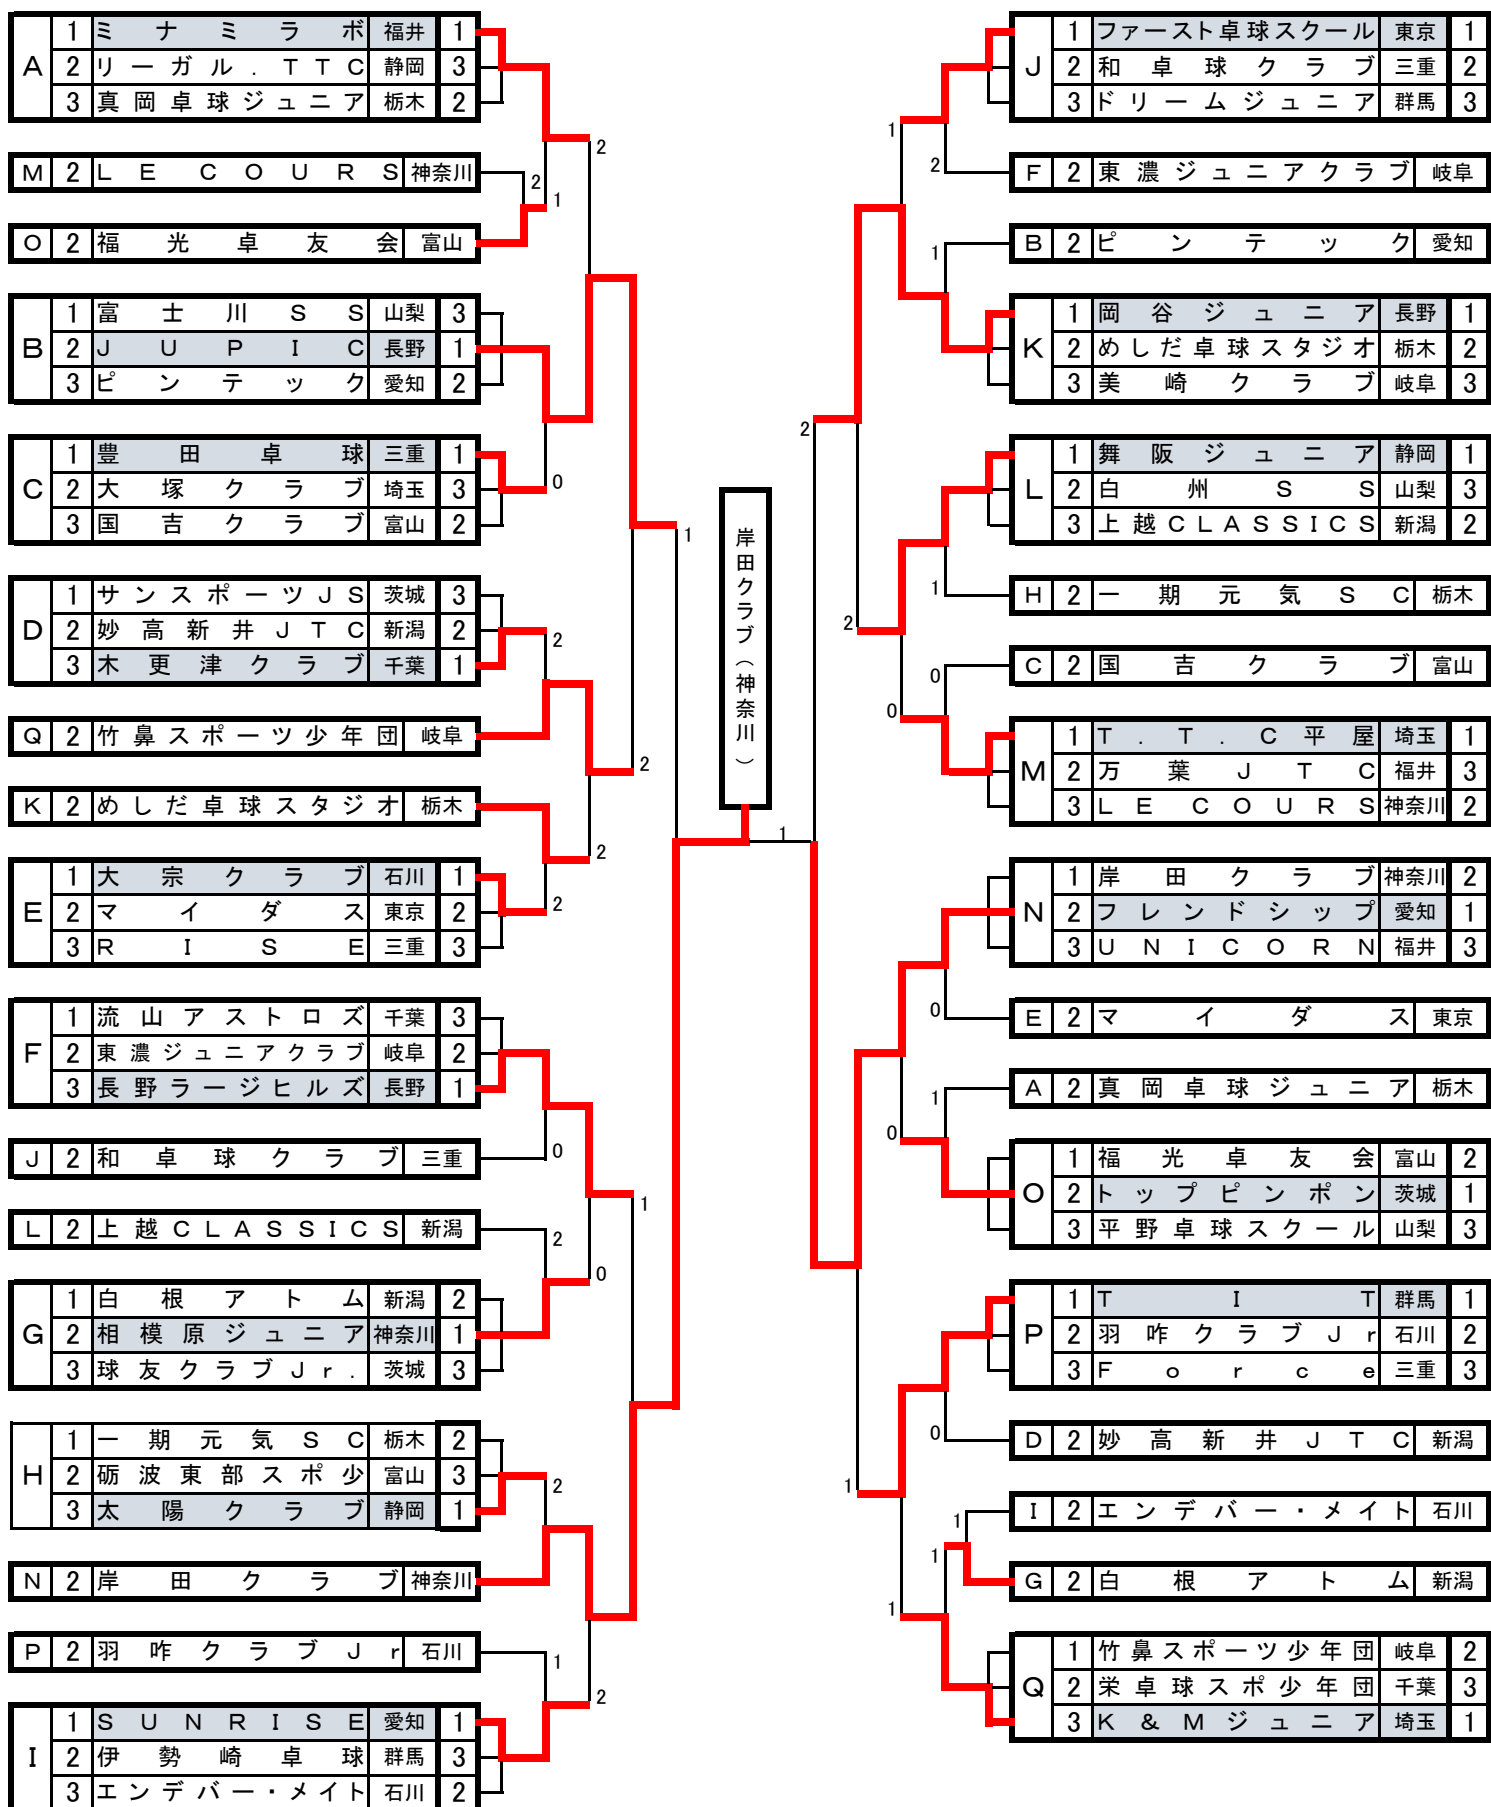 A
1 ミナミラボ 福井 1
2 リーガル．ＴＴＣ 静岡 3
3 真岡卓球ジュニア 栃木 2
M 2 ＬＥ ＣＯＵＲＳ 神奈川
O 2 福光卓友会 富山
2
2
1
B
1 富士川ＳＳ 山梨 3
2 ＪＵＰＩＣ 長野 1
3 ピンテック 愛知 2
C
1 豊田卓球 三重 1
2 大塚クラブ 埼玉 3
3 国吉クラブ 富山 2
0
1
D
1 サンスポーツＪＳ 茨城 3
2 妙高新井ＪＴＣ 新潟 2
3 木更津クラブ 千葉 1
2
Q 2 竹鼻スポーツ少年団 岐阜
2
K 2 めしだ卓球スタジオ 栃木
2
E
1 大宗クラブ 石川 1
2 マイダス 東京 2
3 ＲＩＳＥ 三重 3
2
F
1 流山アストロズ 千葉 3
2 東濃ジュニアクラブ 岐阜 2
3 長野ラージヒルズ 長野 1
J 2 和卓球クラブ 三重
0
1
L 2 上越ＣＬＡＳＳＩＣＳ 新潟
2
0
G
1 白根アトム 新潟 2
2 相模原ジュニア 神奈川 1
3 球友クラブＪｒ． 茨城 3
H
1 一期元気ＳＣ 栃木 2
2 砺波東部スポ少 富山 3
3 太陽クラブ 静岡 1
2
N 2 岸田クラブ 神奈川
P 2 羽咋クラブＪｒ 石川
1
2
I
1 ＳＵＮＲＩＳＥ 愛知 1
2 伊勢崎卓球 群馬 3
3 エンデバー・メイト 石川 2
岸田クラブ（神奈川）
1
J
1 ファースト卓球スクール 東京 1
2 和卓球クラブ 三重 2
3 ドリームジュニア 群馬 3
1
2
F 2 東濃ジュニアクラブ 岐阜
B 2 ピンテック 愛知
1
K
1 岡谷ジュニア 長野 1
2 めしだ卓球スタジオ 栃木 2
3 美崎クラブ 岐阜 3
2
L
1 舞阪ジュニア 静岡 1
2 白州ＳＳ 山梨 3
3 上越ＣＬＡＳＳＩＣＳ 新潟 2
1
H 2 一期元気ＳＣ 栃木
2
C 2 国吉クラブ 富山
0
0
M
1 Ｔ．Ｔ．Ｃ平屋 埼玉 1
2 万葉ＪＴＣ 福井 3
3 ＬＥ ＣＯＵＲＳ 神奈川 2
N
1 岸田クラブ 神奈川 2
2 フレンドシップ 愛知 1
3 ＵＮＩＣＯＲＮ 福井 3
0
E 2 マイダス 東京
A 2 真岡卓球ジュニア 栃木
1
0
O
1 福光卓友会 富山 2
2 トップピンポン 茨城 1
3 平野卓球スクール 山梨 3
P
1 ＴＩＴ 群馬 1
2 羽咋クラブＪｒ 石川 2
3 Ｆｏｒｃｅ 三重 3
0
D 2 妙高新井ＪＴＣ 新潟
1
I 2 エンデバー・メイト 石川
1
1
G 2 白根アトム 新潟
1
Q
1 竹鼻スポーツ少年団 岐阜 2
2 栄卓球スポ少年団 千葉 3
3 Ｋ＆Ｍジュニア 埼玉 1